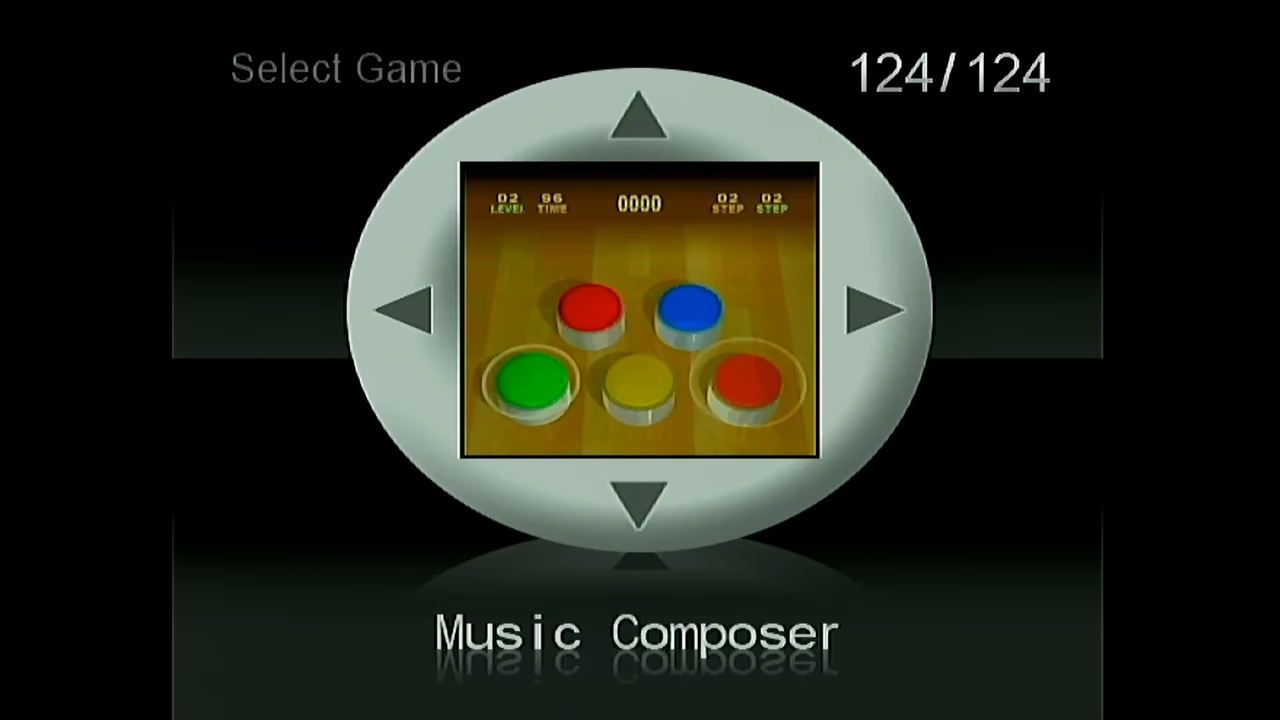 Select Game
124/124
02 96 0000 02 02
LEVEL TIME STEP STEP
Music Composer